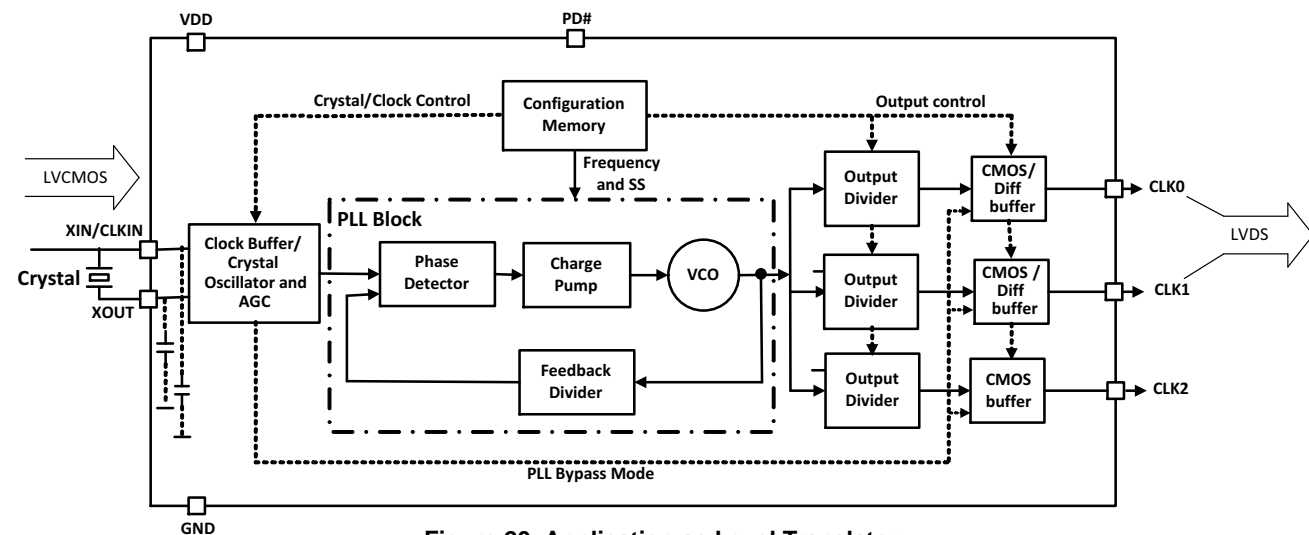 VDD
PD#
Crystal/Clock Control
Configuration
Memory
Output control
Frequency
and SS
LVCMOS
XIN/CLKIN
Crystal
XOUT
Clock Buffer/
Crystal
Oscillator and
AGC
PLL Block
Phase
Detector
Charge
Pump
VCO
Feedback
Divider
Output
Divider
Output
Divider
Output
Divider
CMOS/
Diff
buffer
CMOS /
Diff
buffer
CMOS
buffer
CLK0
LVDS
CLK1
CLK2
PLL Bypass Mode
GND